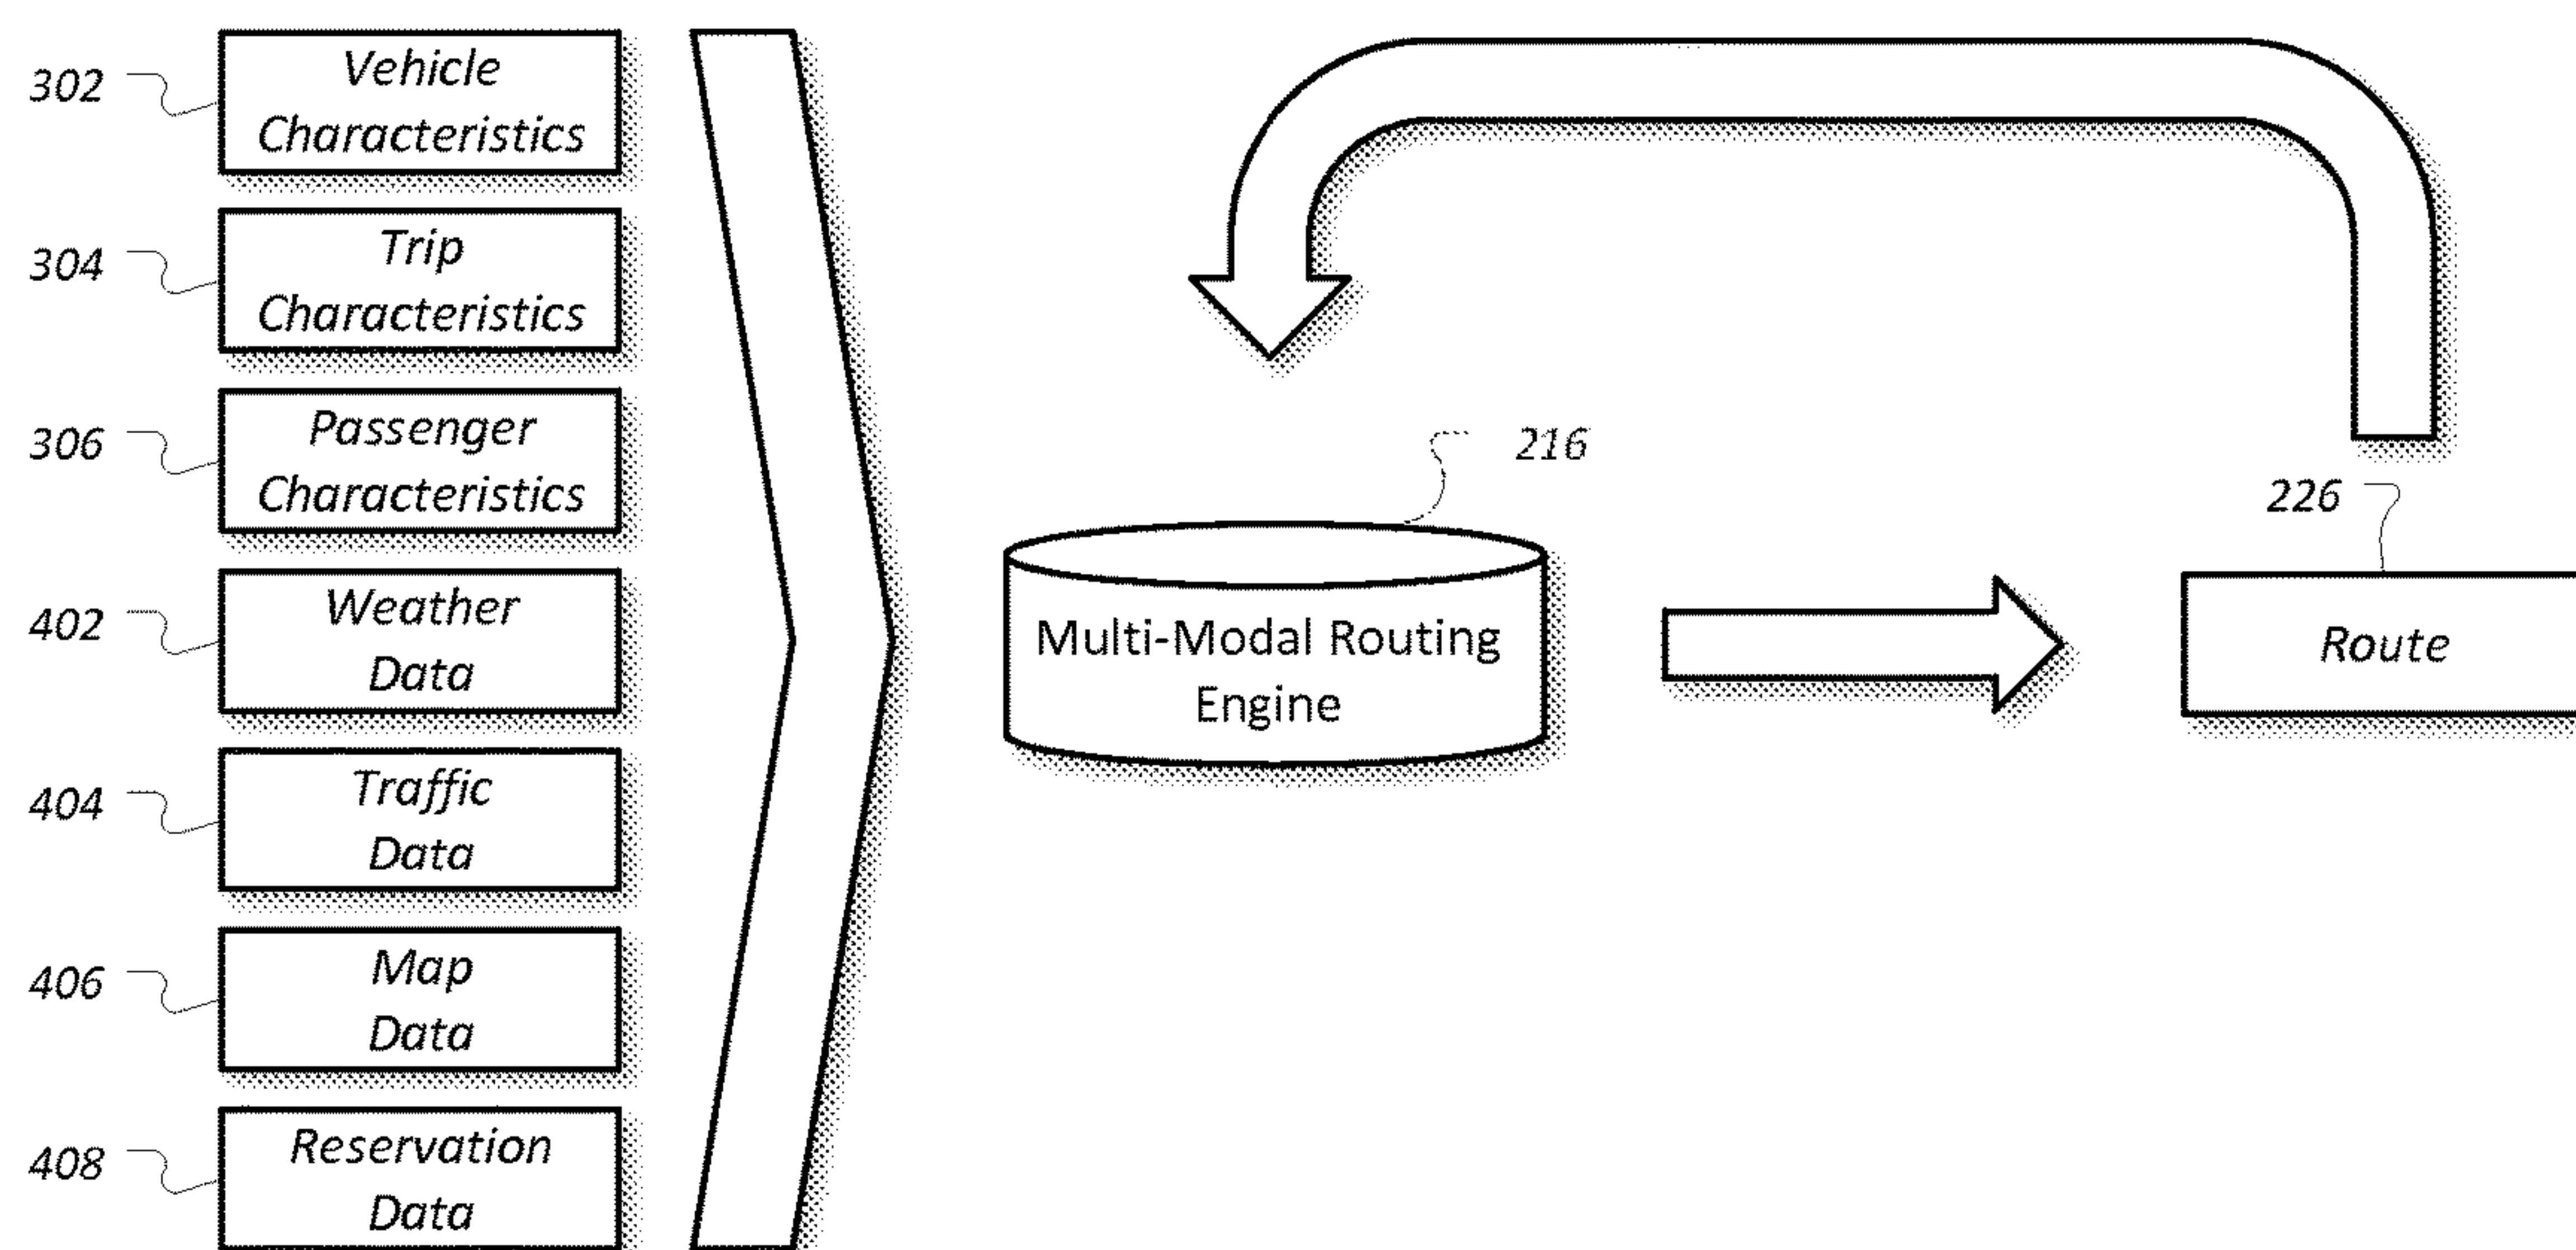 302
Vehicle
Characteristics
304
Trip
Characteristics
306
Passenger
Characteristics
402
Weather
Data
404
Traffic
Data
406
Map
Data
408
Reservation
Data
216
Multi-Modal Routing
Engine
226
Route